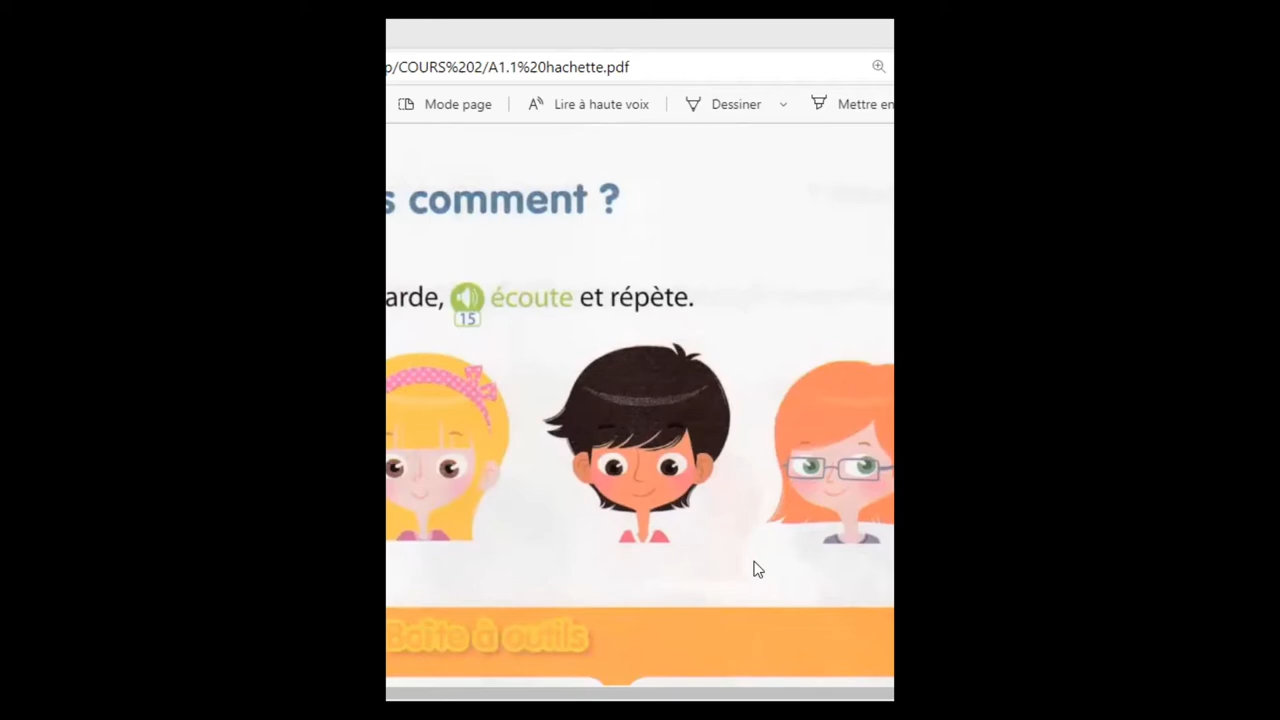 p/COURS%202/A1.1%20hachette.pdf
Mode page | Lire à haute voix | Dessiner Mettre en
s comment ?
arde, écoute et répète.
15
Boîte à outils